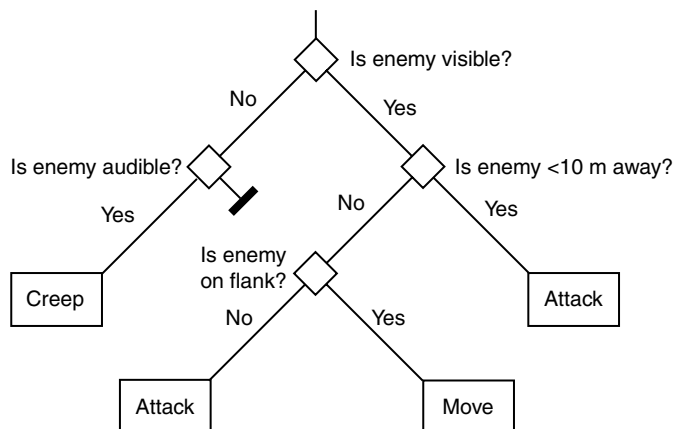 Is enemy visible?
No
Yes
Is enemy audible?
Is enemy <10 m away?
Yes
No
Yes
Is enemy
on flank?
Creep
Attack
No
Yes
Attack
Move